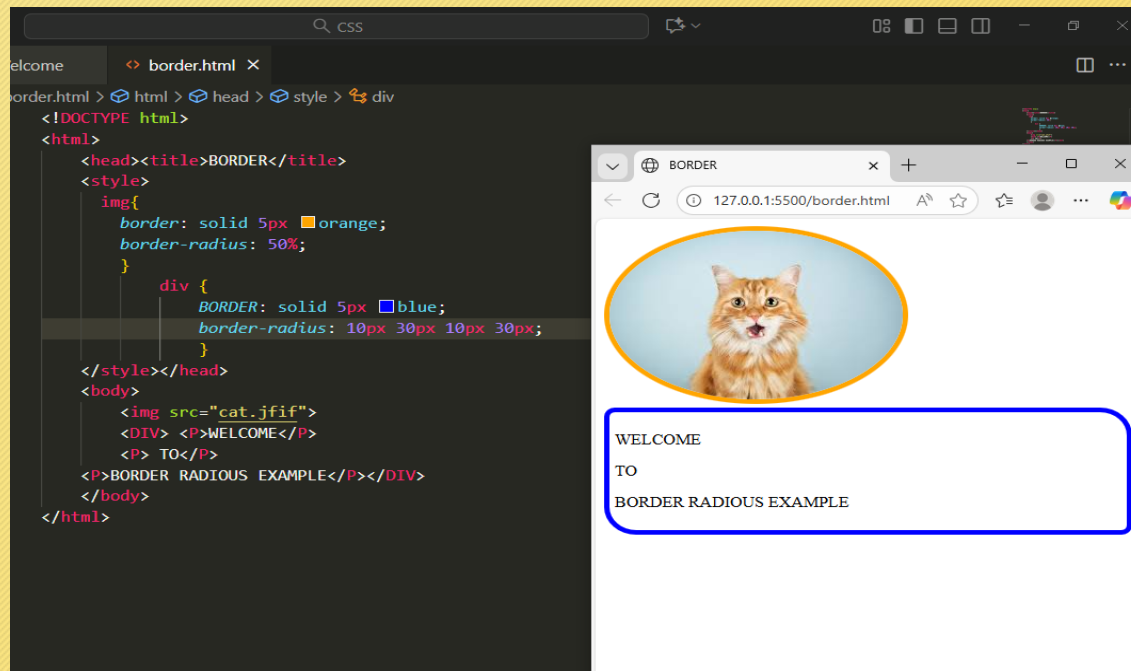 CSS
elcome
<> border.html ×
border.html > html > head > style > div
<!DOCTYPE html>
<html>
<head><title>BORDER</title>
<style>
img{
border: solid 5px orange;
border-radius: 50%;
}
div {
BORDER: solid 5px blue;
border-radius: 10px 30px 10px 30px;
}
</style></head>
<body>
<img src="cat.jfif">
<DIV> <P>WELCOME</P>
<P> TO</P>
<P>BORDER RADIOUS EXAMPLE</P></DIV>
</body>
</html>
BORDER
127.0.0.1:5500/border.html
WELCOME
TO
BORDER RADIOUS EXAMPLE